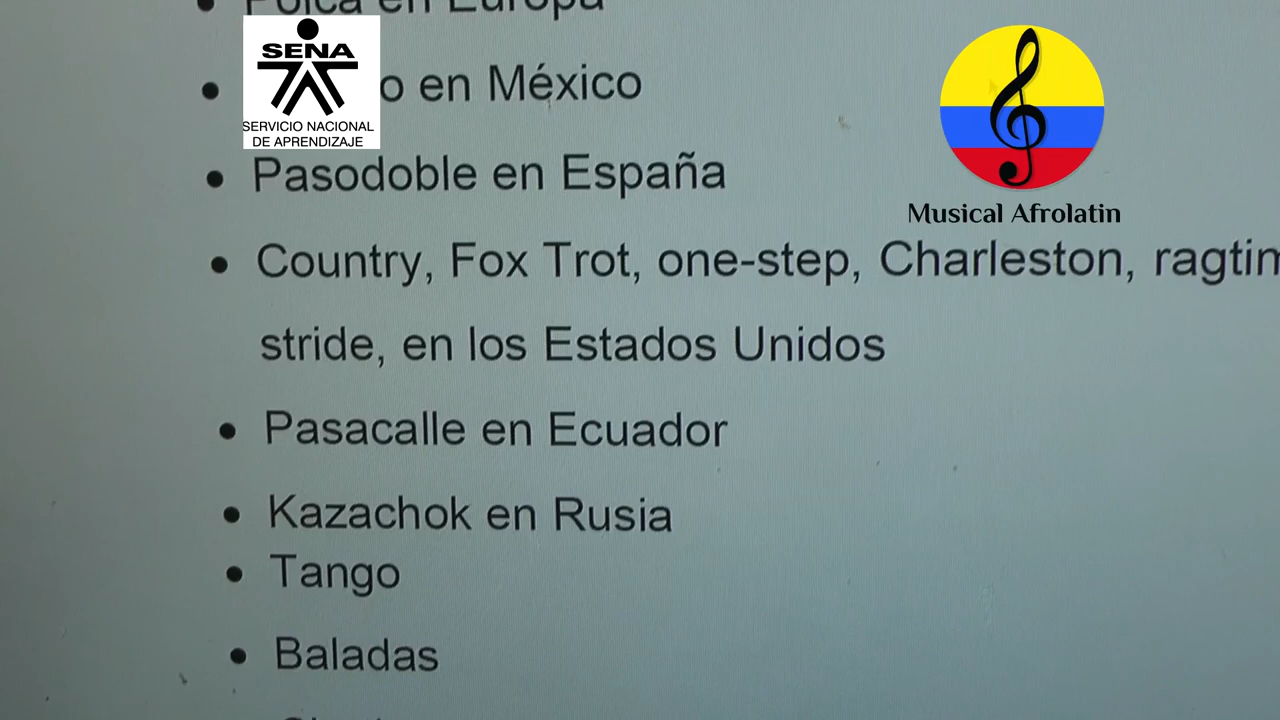 Polca en Europa
SENA
SERVICIO NACIONAL
DE APRENDIZAJE
en México
Pasodoble en España
Musical Afrolatin
Country, Fox Trot, one-step, Charleston,
stride, en los Estados Unidos
Pasacalle en Ecuador
Kazachok en Rusia
Tango
Baladas